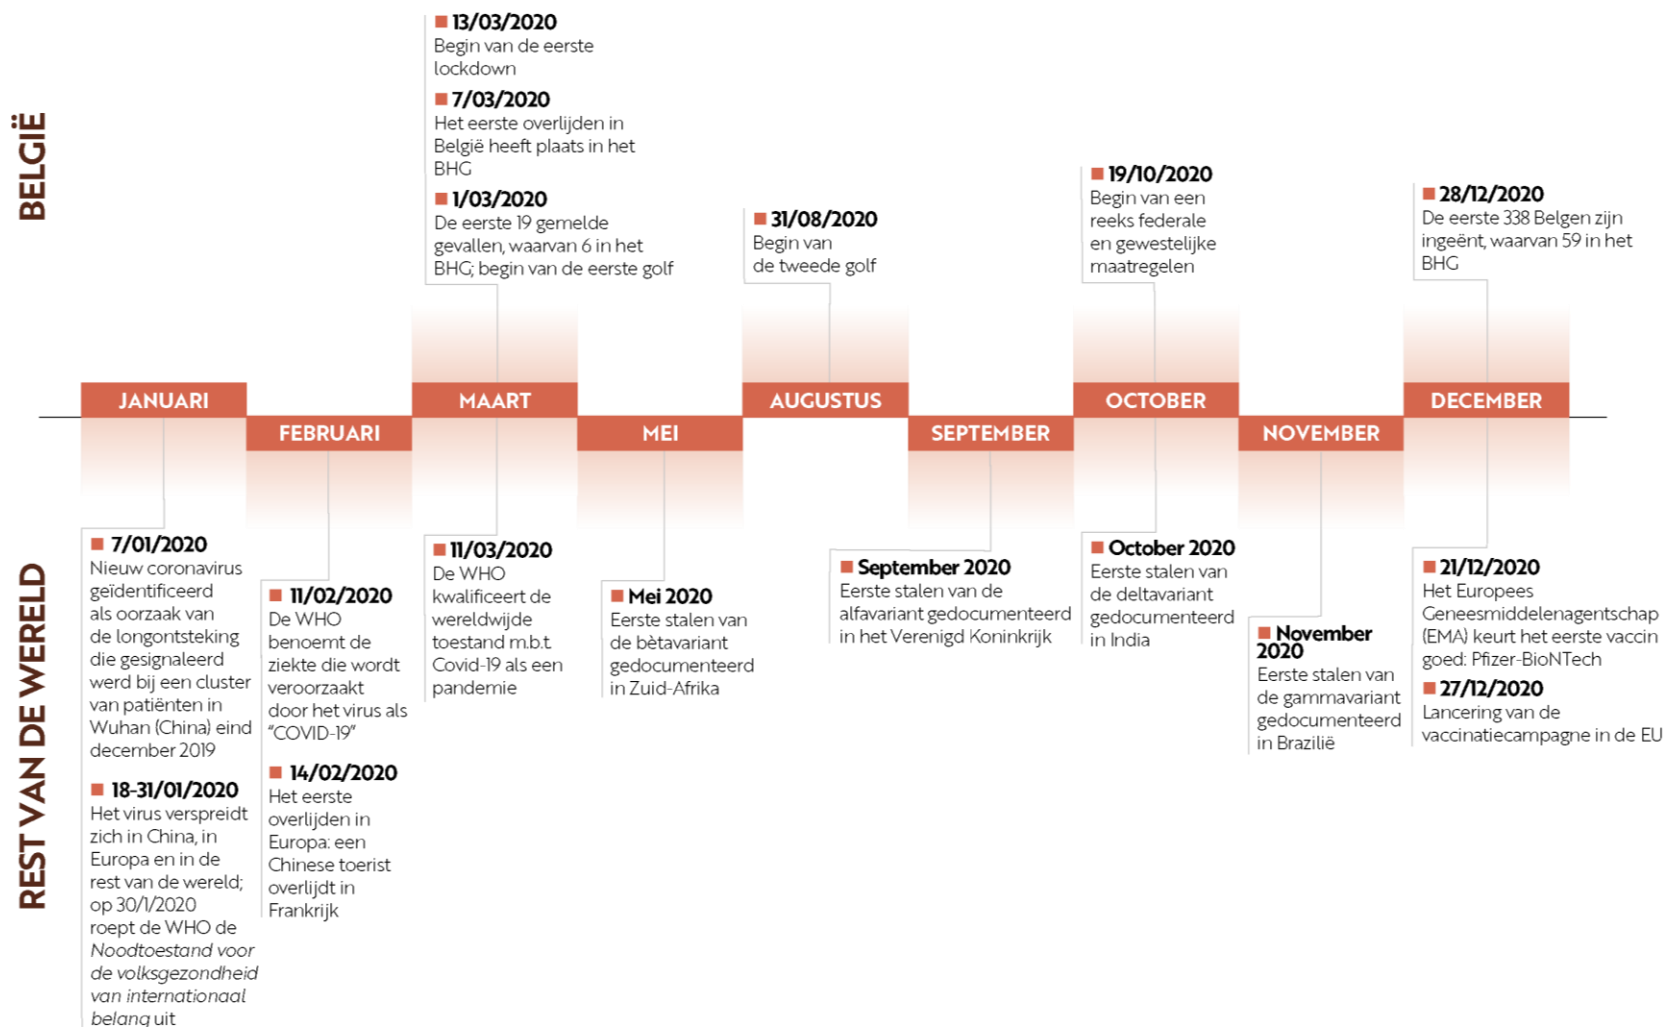 BELGIË
13/03/2020
Begin van de eerste
lockdown
7/03/2020
Het eerste overlijden in
België heeft plaats in het
BHG
1/03/2020
De eerste 19 gemelde
gevallen, waarvan 6 in het
BHG; begin van de eerste golf
31/08/2020
Begin van
de tweede golf
19/10/2020
Begin van een
reeks federale
en gewestelijke
maatregelen
28/12/2020
De eerste 338 Belgen zijn
ingeënt, waarvan 59 in het
BHG
JANUARI
FEBRUARI
MAART
MEI
AUGUSTUS
SEPTEMBER
OCTOBER
NOVEMBER
DECEMBER
REST VAN DE WERELD
7/01/2020
Nieuw coronavirus
geïdentificeerd
als oorzaak van
de longontsteking
die gesignaleerd
werd bij een cluster
van patiënten in
Wuhan (China) eind
december 2019
18-31/01/2020
Het virus verspreidt
zich in China, in
Europa en in de
rest van de wereld;
op 30/1/2020
roept de WHO de
Noodtoestand voor
de volksgezondheid
van internationaal
belang uit
11/02/2020
De WHO
benoemt de
ziekte die wordt
veroorzaakt
door het virus als
“COVID-19”
14/02/2020
Het eerste
overlijden in
Europa: een
Chinese toerist
overlijdt in
Frankrijk
11/03/2020
De WHO
kwalificeert de
wereldwijde
toestand m.b.t.
Covid-19 als een
pandemie
Mei 2020
Eerste stalen van
de bètavariant
gedocumenteerd
in Zuid-Afrika
September 2020
Eerste stalen van de
alfavariant gedocumenteerd
in het Verenigd Koninkrijk
October 2020
Eerste stalen van
de deltavariant
gedocumenteerd
in India
November
2020
Eerste stalen van
de gammavariant
gedocumenteerd
in Brazilië
21/12/2020
Het Europees
Geneesmiddelenagentschap
(EMA) keurt het eerste vaccin
goed: Pfizer-BioNTech
27/12/2020
Lancering van de
vaccinatiecampagne in de EU